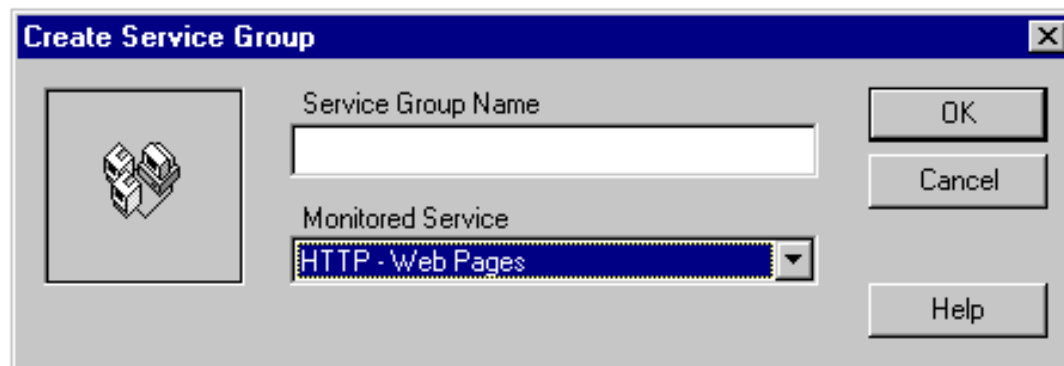 Create Service Group
Service Group Name
OK
Cancel
Monitored Service
HTTP - Web Pages
Help